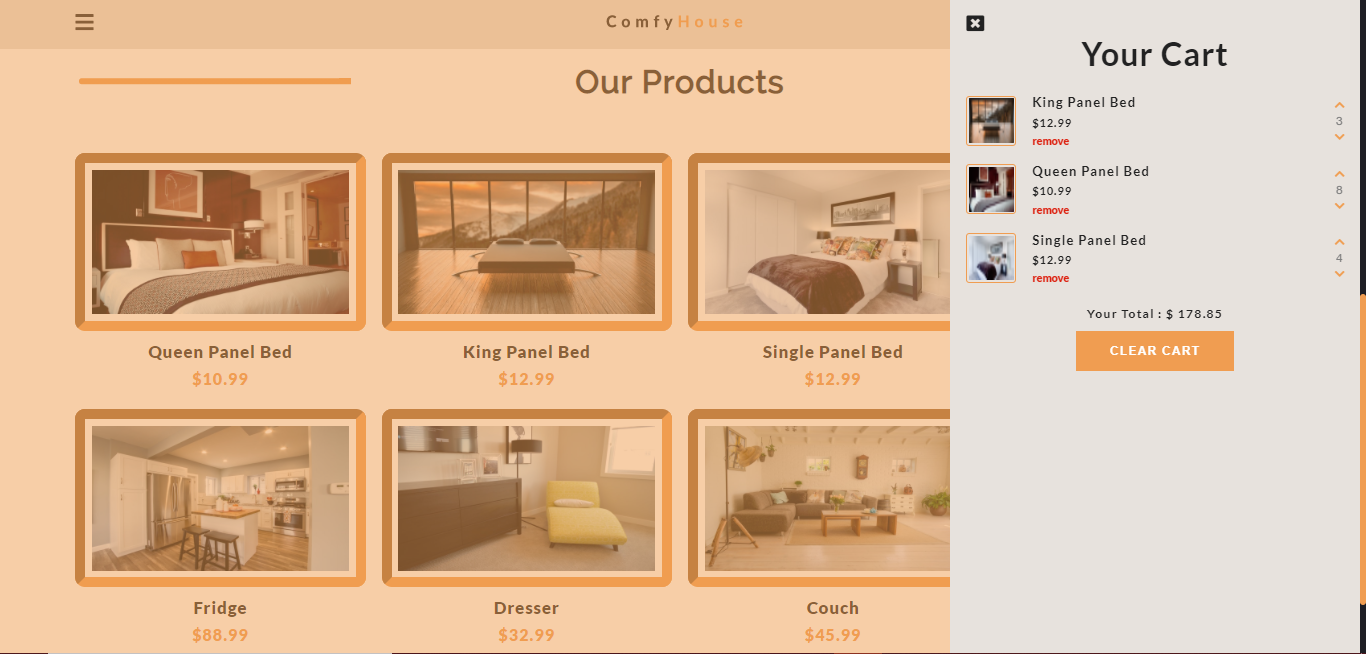 ComfyHouse
Our Products
Queen Panel Bed
$10.99
King Panel Bed
$12.99
Single Panel Bed
$12.99
Fridge
$88.99
Dresser
$32.99
Couch
$45.99
Your Cart
King Panel Bed
$12.99
remove
3
Queen Panel Bed
$10.99
remove
8
Single Panel Bed
$12.99
remove
4
Your Total : $ 178.85
CLEAR CART